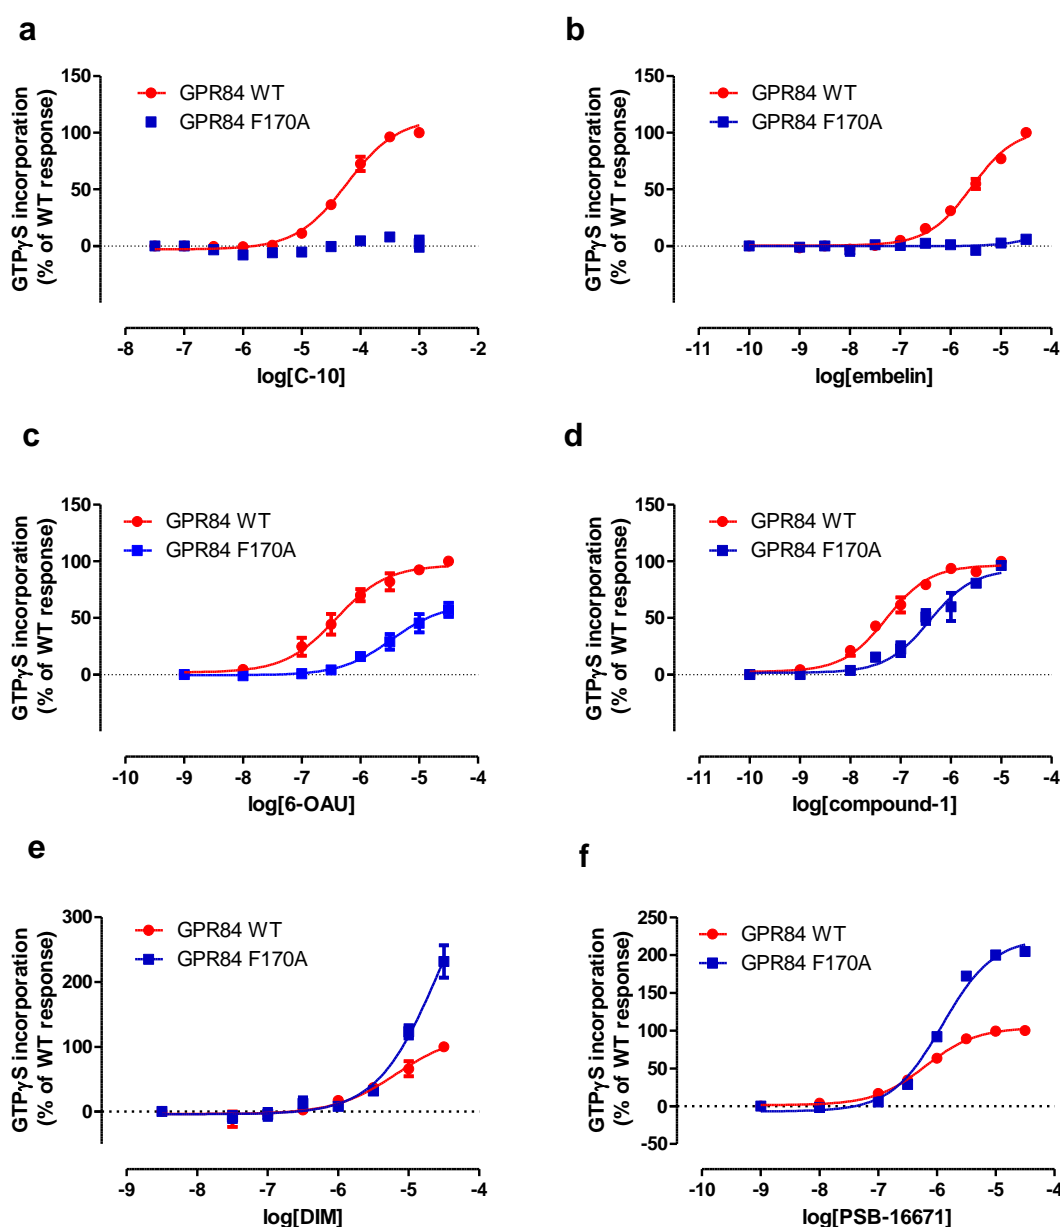 a
GTPγS incorporation
(% of WT response)
150
100
50
0
GPR84 WT
GPR84 F170A
-8 -7 -6 -5 -4 -3 -2
log[C-10]
b
GTPγS incorporation
(% of WT response)
150
100
50
0
GPR84 WT
GPR84 F170A
-11 -10 -9 -8 -7 -6 -5 -4
log[embelin]
c
GTPγS incorporation
(% of WT response)
150
100
50
0
GPR84 WT
GPR84 F170A
-10 -9 -8 -7 -6 -5 -4
log[6-OAU]
d
GTPγS incorporation
(% of WT response)
150
100
50
0
GPR84 WT
GPR84 F170A
-11 -10 -9 -8 -7 -6 -5 -4
log[compound-1]
e
GTPγS incorporation
(% of WT response)
300
200
100
0
GPR84 WT
GPR84 F170A
-9 -8 -7 -6 -5 -4
log[DIM]
f
GTPγS incorporation
(% of WT response)
250
200
150
100
50
0
-50
GPR84 WT
GPR84 F170A
-10 -9 -8 -7 -6 -5 -4
log[PSB-16671]